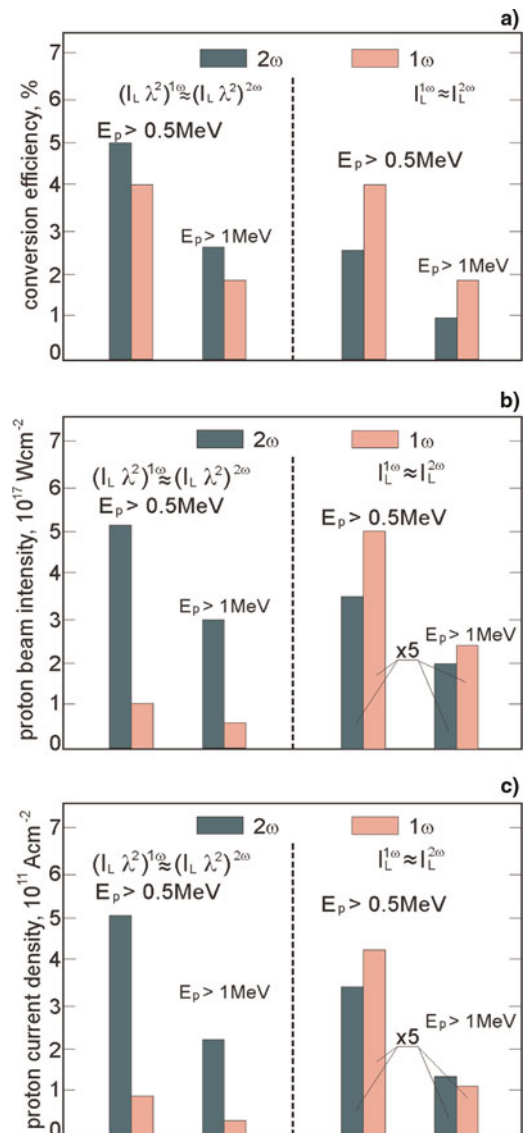 a)
7
2ω
1ω
(I_L λ²)^1ω ≈ (I_L λ²)^2ω
I_L^1ω ≈ I_L^2ω
6
E_p > 0.5MeV
5
E_p > 0.5MeV
4
E_p > 1MeV
3
E_p > 1MeV
2
1
0
conversion efficiency, %
b)
7
2ω
1ω
(I_L λ²)^1ω ≈ (I_L λ²)^2ω
I_L^1ω ≈ I_L^2ω
6
E_p > 0.5MeV
E_p > 0.5MeV
5
4
3
E_p > 1MeV
x5
E_p > 1MeV
2
1
0
proton beam intensity, 10¹⁷ Wcm⁻²
c)
7
2ω
1ω
(I_L λ²)^1ω ≈ (I_L λ²)^2ω
I_L^1ω ≈ I_L^2ω
6
E_p > 0.5MeV
E_p > 0.5MeV
5
4
3
E_p > 1MeV
x5
E_p > 1MeV
2
1
0
proton current density, 10¹¹ Acm⁻²